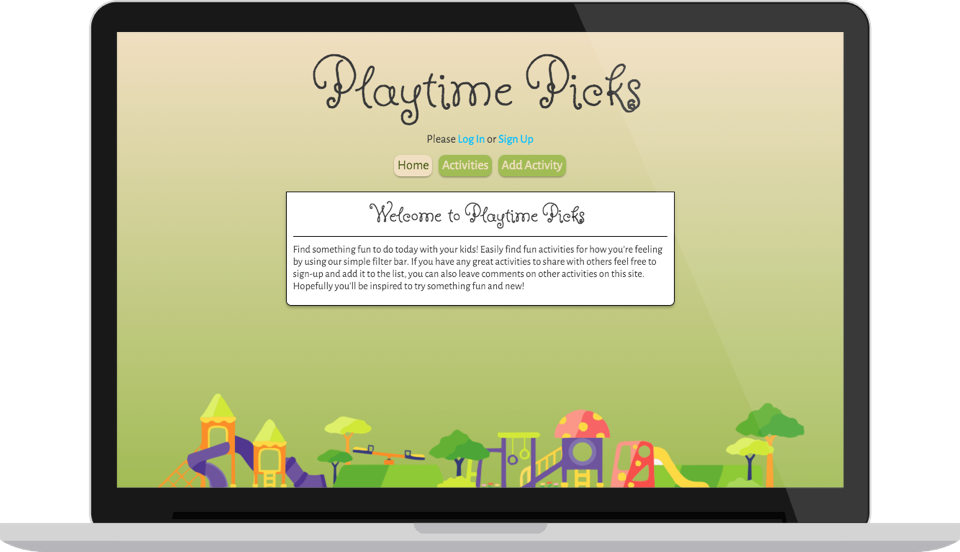 Playtime Picks
Please Log In or Sign Up
Home Activities Add Activity
Welcome to Playtime Picks
Find something fun to do today with your kids! Easily find fun activities for how you're feeling
by using our simple filter bar. If you have any great activities to share with others feel free to
sign-up and add it to the list, you can also leave comments on other activities on this site.
Hopefully you'll be inspired to try something fun and new!